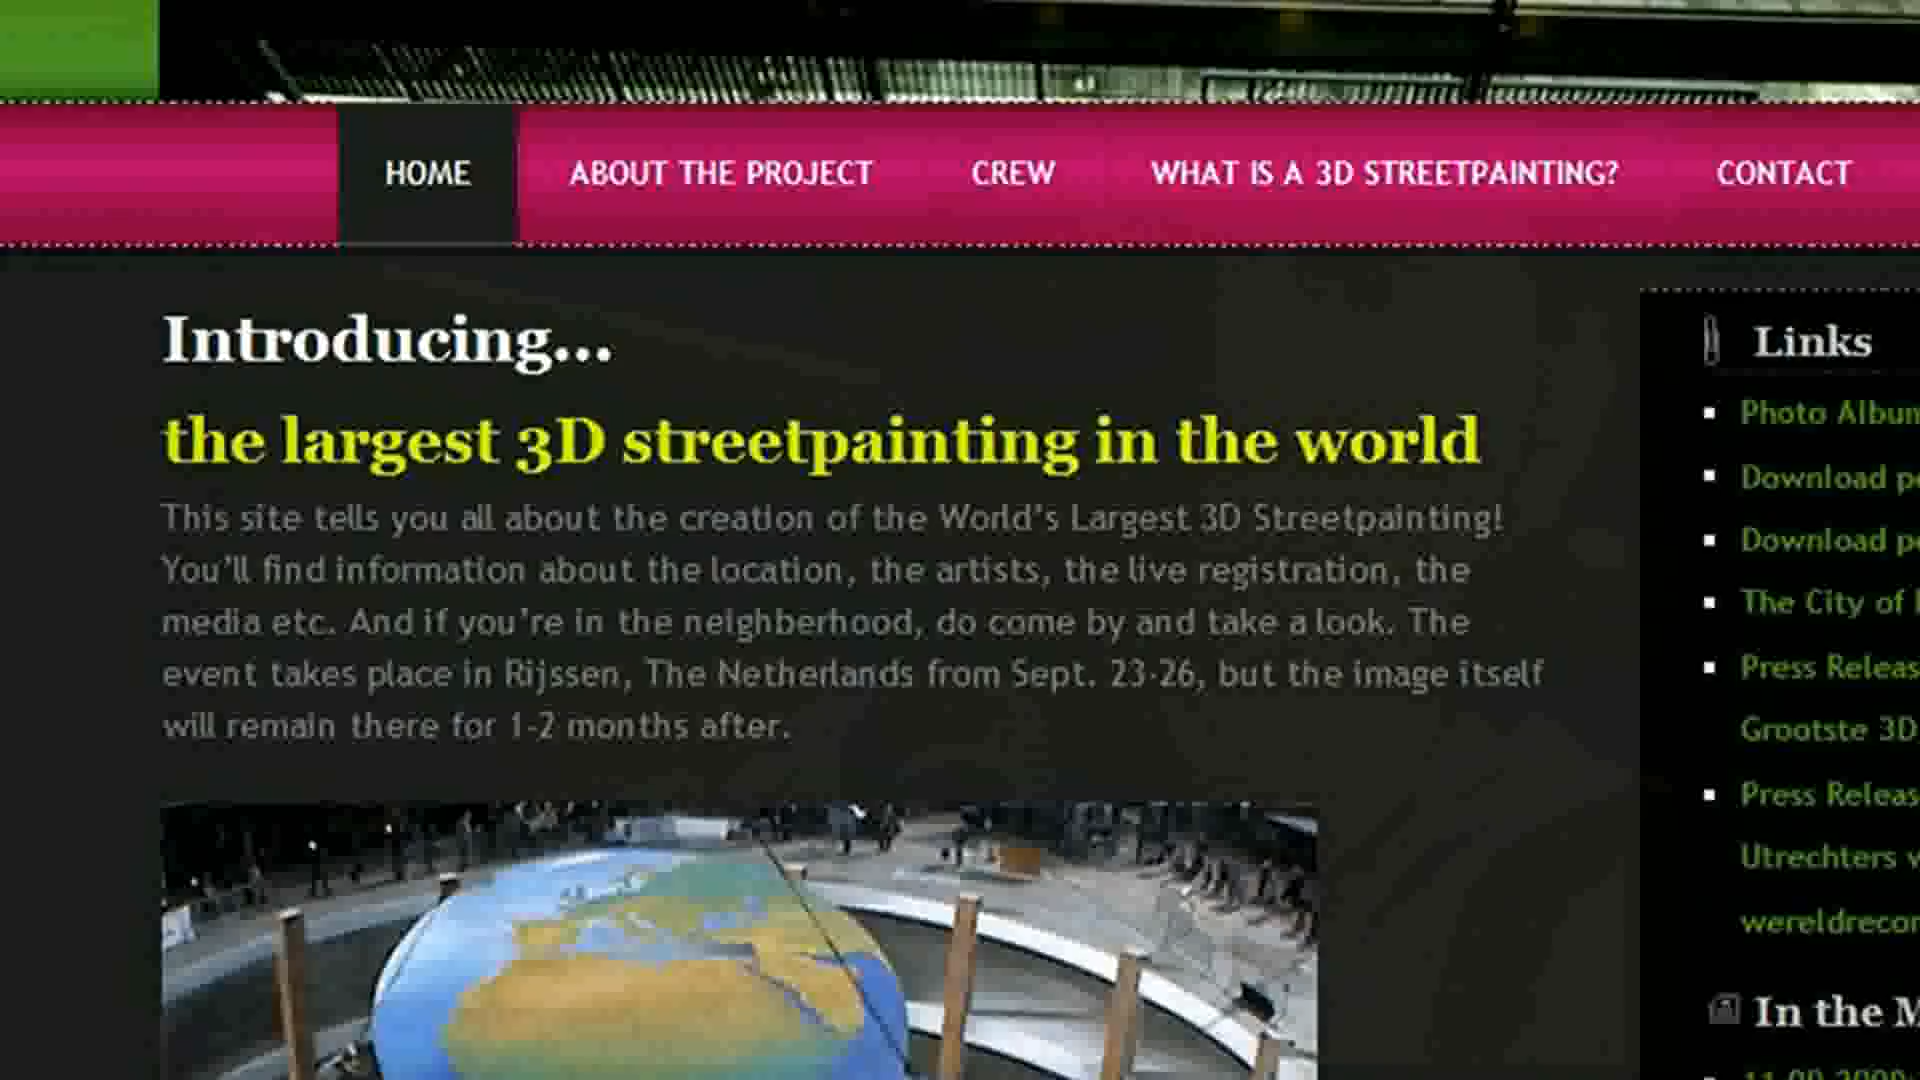 HOME
ABOUT THE PROJECT
CREW
WHAT IS A 3D STREETPAINTING?
CONTACT
Introducing...
the largest 3D streetpainting in the world
This site tells you all about the creation of the World's Largest 3D Streetpainting!
You'll find information about the location, the artists, the live registration, the
media etc. And if you're in the neighberhood, do come by and take a look. The
event takes place in Rijssen, The Netherlands from Sept. 23-26, but the image itself
will remain there for 1-2 months after.
Links
Photo Album
Download
Download
The City of
Press Releas
Grootste 3D
Press Releas
Utrechters
wereldrecor
In the M